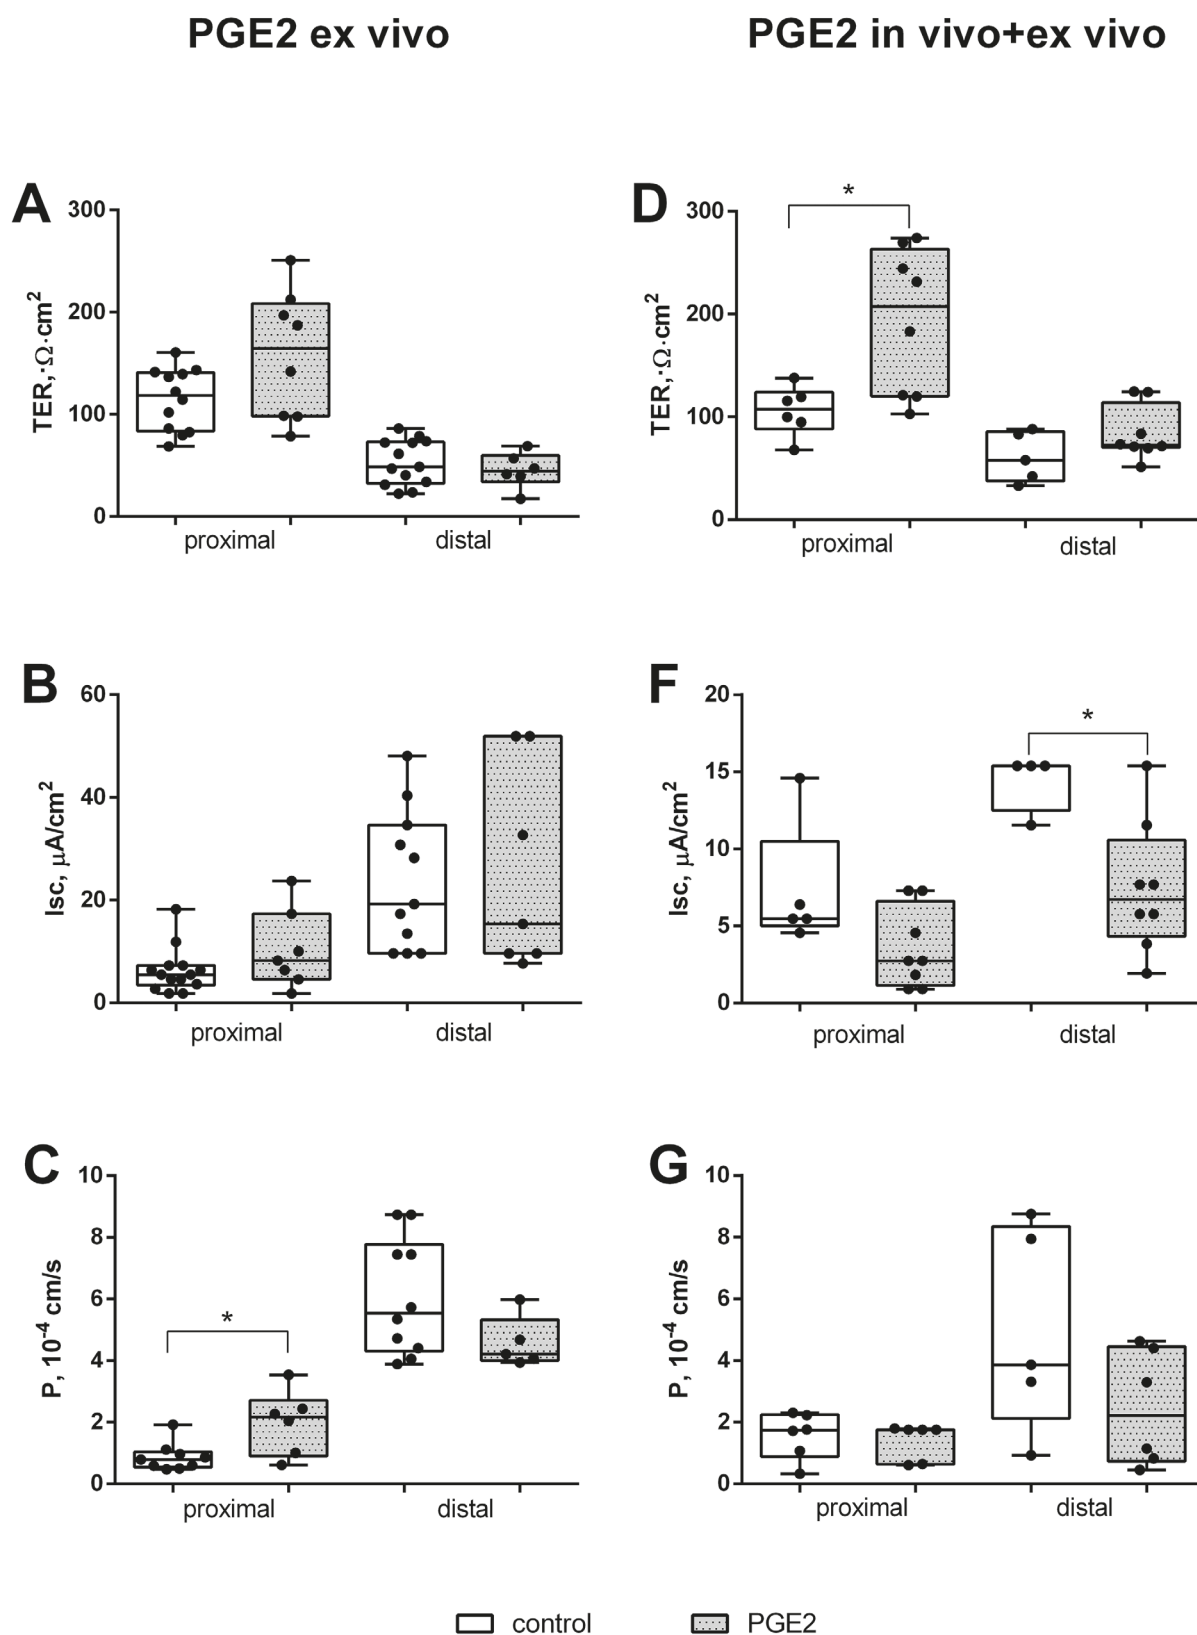 PGE2 ex vivo
PGE2 in vivo+ex vivo
A
TER,·Ω·cm²
300
200
100
0
proximal
distal
D
*
TER,·Ω·cm²
300
200
100
0
proximal
distal
B
Isc, µA/cm²
60
40
20
0
proximal
distal
F
*
Isc, µA/cm²
20
15
10
5
0
proximal
distal
C
*
P, 10⁻⁴ cm/s
10
8
6
4
2
0
proximal
distal
G
P, 10⁻⁴ cm/s
10
8
6
4
2
0
proximal
distal
control
PGE2